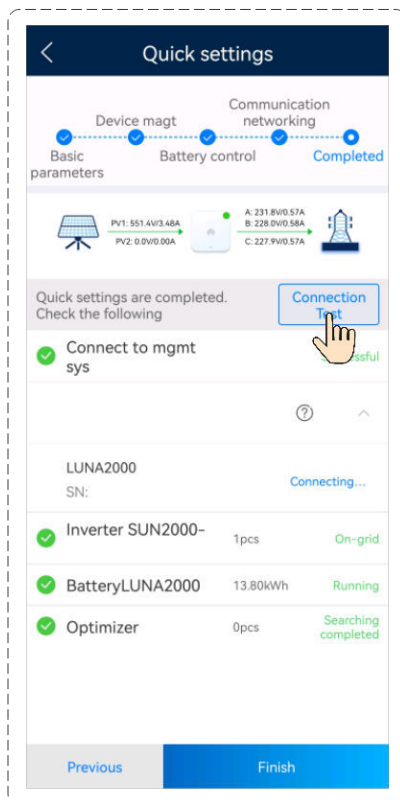 Quick settings
Device magt
Communication
networking
Basic
parameters
Battery control
Completed
PV1: 551.4V/3.48A
PV2: 0.0V/0.00A
A: 231.8V/0.57A
B: 228.0V/0.58A
C: 227.9V/0.57A
Quick settings are completed.
Check the following
Connection
Test
Connect to mgmt
sys
?
LUNA2000
SN:
Connecting...
Inverter SUN2000-
1pcs
On-grid
BatteryLUNA2000
13.80kWh
Running
Optimizer
0pcs
Searching
completed
Previous
Finish